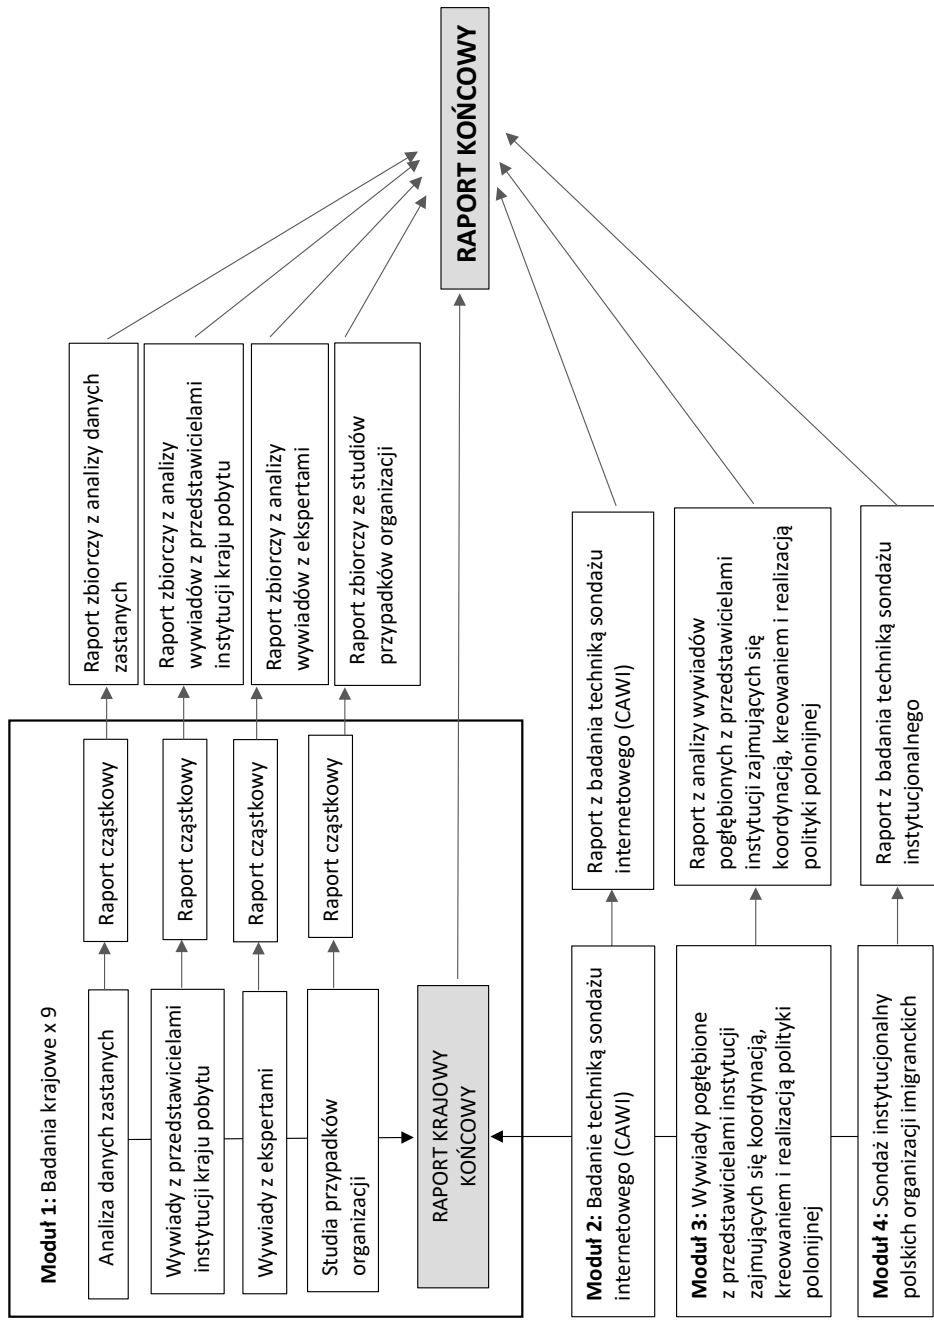 Moduł 1: Badania krajowe x 9
Analiza danych zastanych
Raport cząstkowy
Raport zbiorczy z analizy danych
zastanych
Wywiady z przedstawicielami
instytucji kraju pobytu
Raport cząstkowy
Raport zbiorczy z analizy
wywiadów z przedstawicielami
instytucji kraju pobytu
Wywiady z ekspertami
Raport cząstkowy
Raport zbiorczy z analizy
wywiadów z ekspertami
Studia przypadków
organizacji
Raport cząstkowy
Raport zbiorczy ze studiów
przypadków organizacji
RAPORT KRAJOWY
KOŃCOWY
RAPORT KOŃCOWY
Moduł 2: Badanie techniką sondażu
internetowego (CAWI)
Raport z badania techniką sondażu
internetowego (CAWI)
Moduł 3: Wywiady pogłębione
z przedstawicielami instytucji
zajmujących się koordynacją,
kreowaniem i realizacją polityki
polonijnej
Raport z analizy wywiadów
pogłębionych z przedstawicielami
instytucji zajmujących się
koordynacją, kreowaniem i realizacją
polityki polonijnej
Moduł 4: Sondaż instytucjonalny
polskich organizacji imigranckich
Raport z badania techniką sondażu
instytucjonalnego